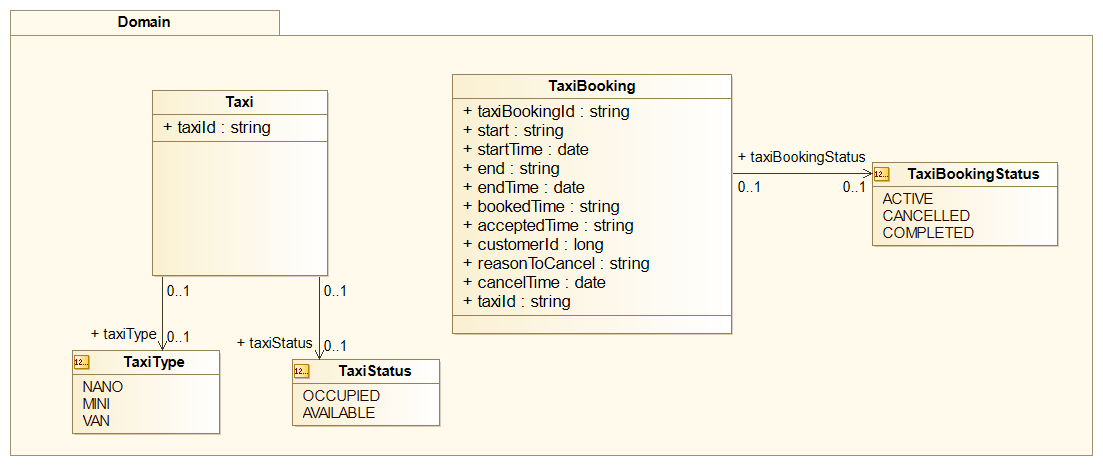 Domain
Taxi
+ taxiId : string
0..1
0..1
+ taxiType
0..1
+ taxiStatus
0..1
12...
TaxiType
NANO
MINI
VAN
12...
TaxiStatus
OCCUPIED
AVAILABLE
TaxiBooking
+ taxiBookingId : string
+ start : string
+ startTime : date
+ end : string
+ endTime : date
+ bookedTime : string
+ acceptedTime : string
+ customerId : long
+ reasonToCancel : string
+ cancelTime : date
+ taxiId : string
+ taxiBookingStatus
0..1
0..1
12...
TaxiBookingStatus
ACTIVE
CANCELLED
COMPLETED